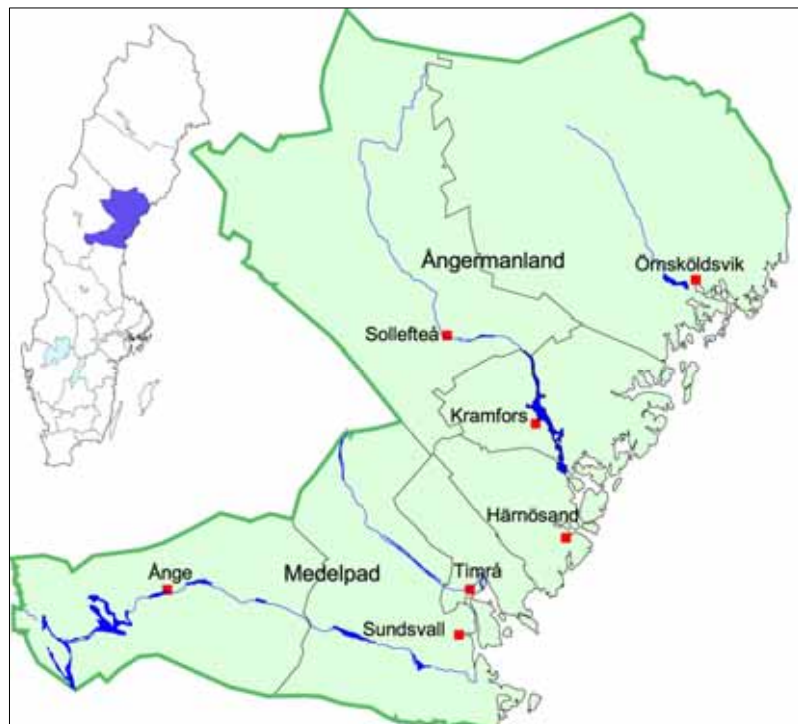 Ångermanland
Örnsköldsvik
Sollefteå
Kramfors
Härnösand
Ånge
Medelpad
Timrå
Sundsvall